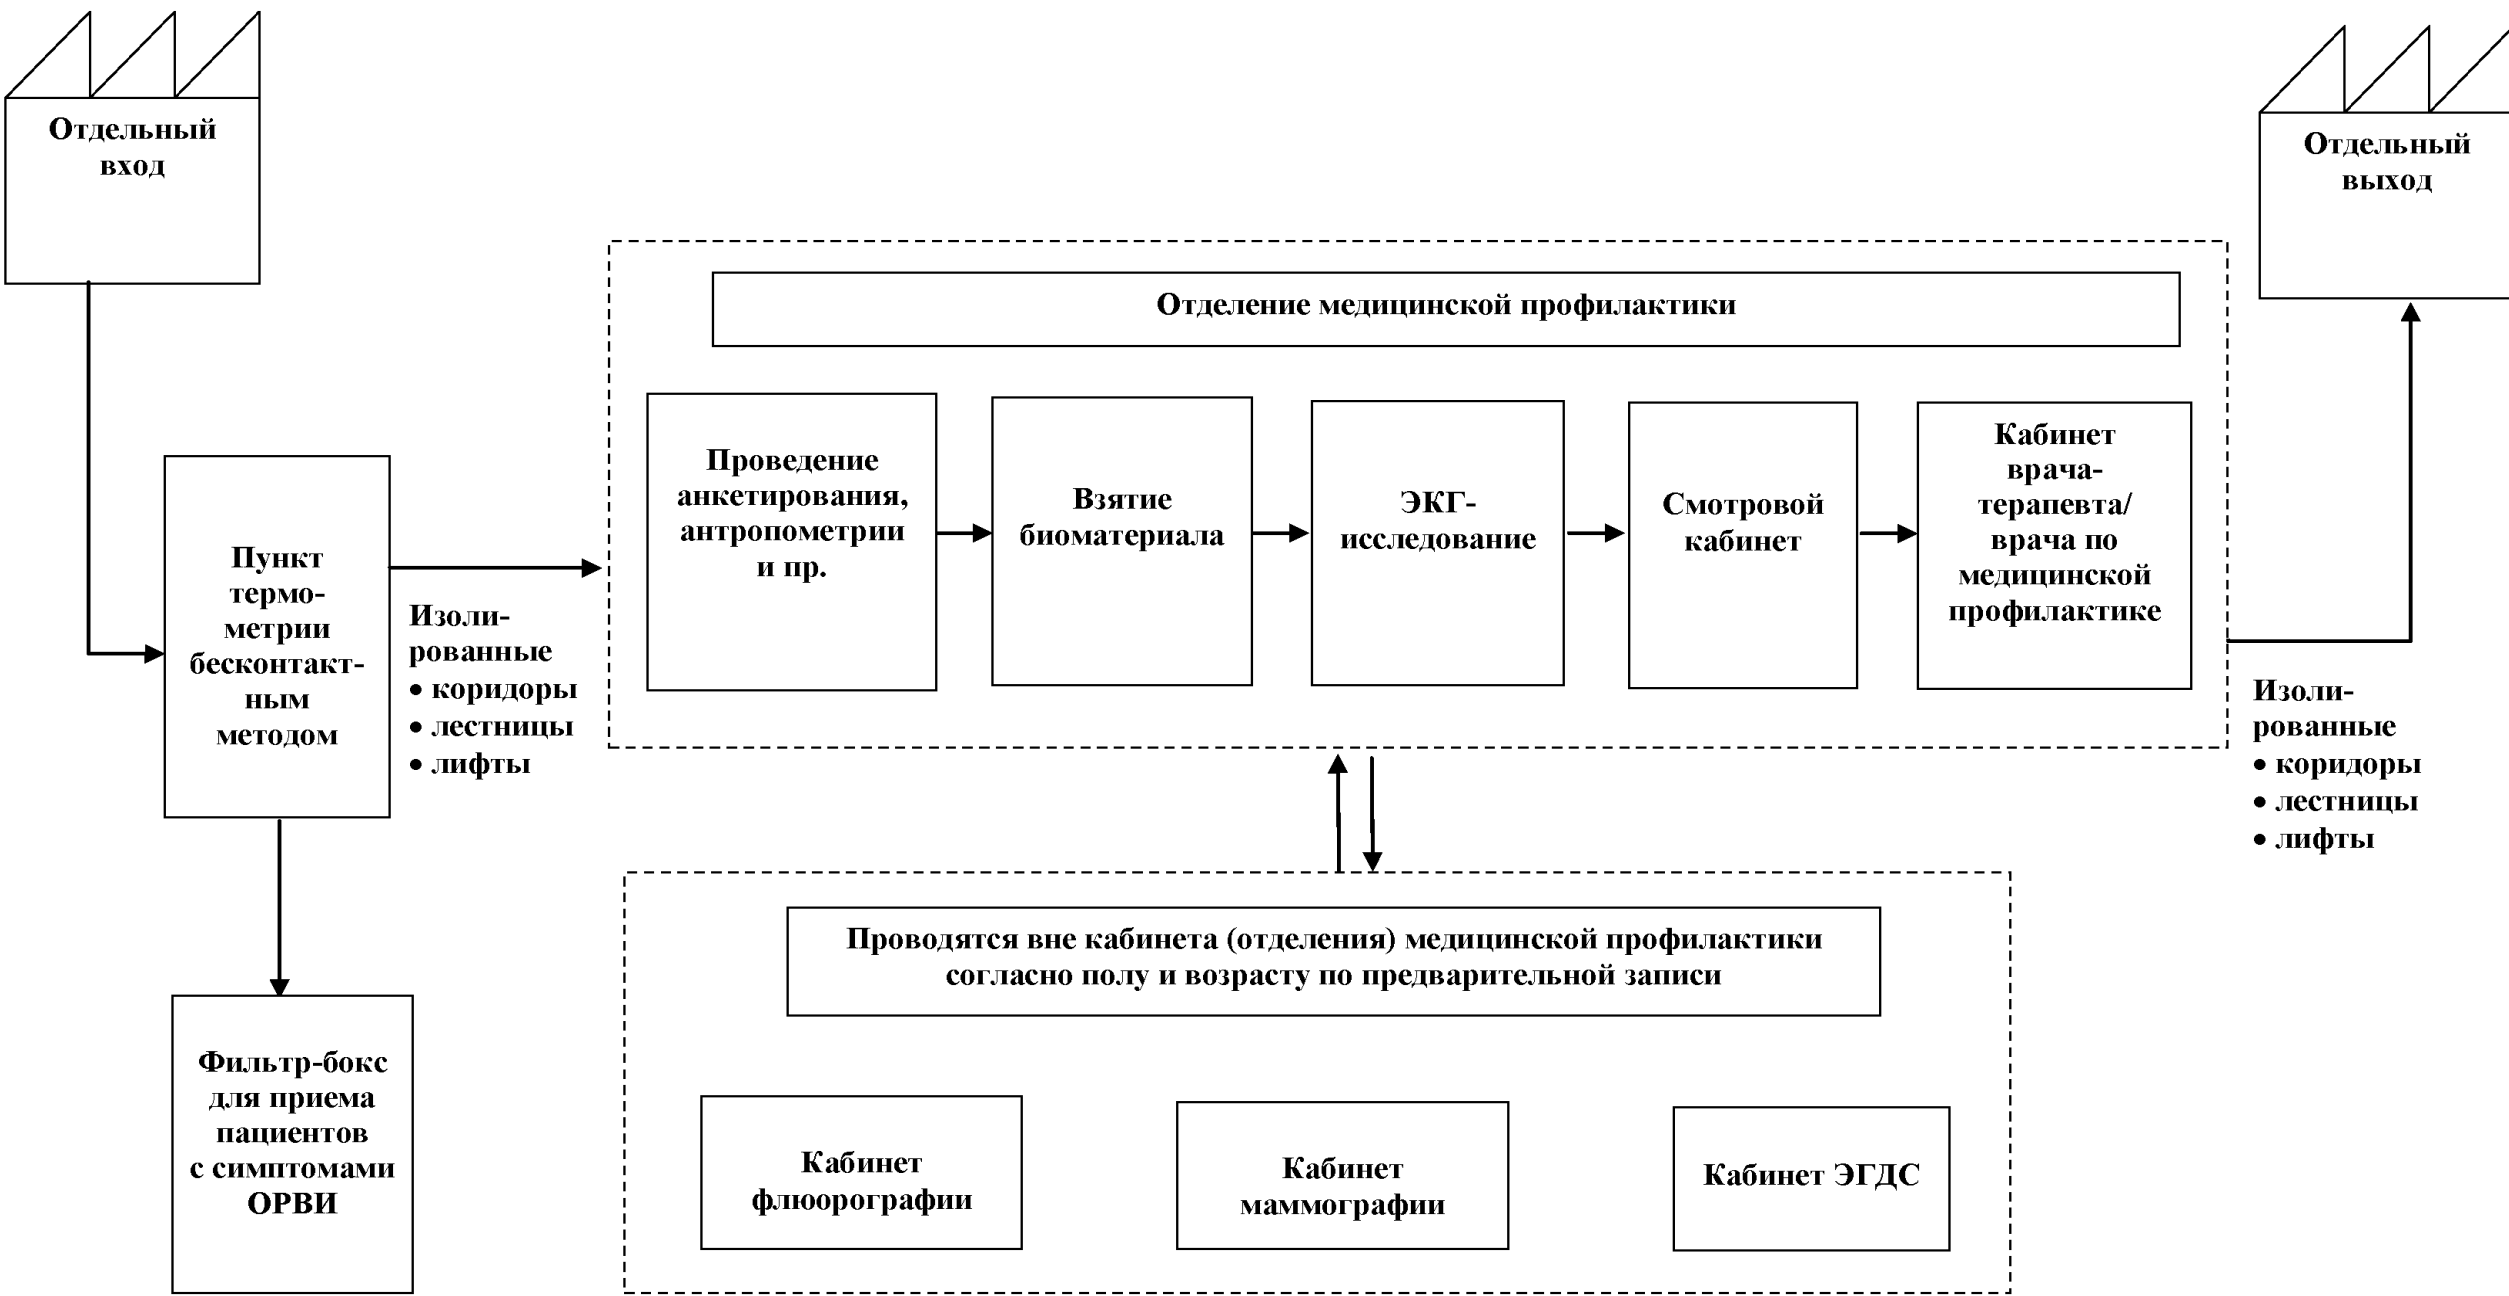 Отдельный
вход
Отдельный
выход
Отделение медицинской профилактики
Пункт
термо-
метрии
бесконтакт-
ным
методом
Изоли-
рованные
• коридоры
• лестницы
• лифты
Проведение
анкетирования,
антропометрии
и пр.
Взятие
биоматериала
ЭКГ-
исследование
Смотровой
кабинет
Кабинет
врача-
терапевта/
врача по
медицинской
профилактике
Изоли-
рованные
• коридоры
• лестницы
• лифты
Фильтр-бокс
для приема
пациентов
с симптомами
ОРВИ
Проводятся вне кабинета (отделения) медицинской профилактики
согласно полу и возрасту по предварительной записи
Кабинет
флюорографии
Кабинет
маммографии
Кабинет ЭГДС